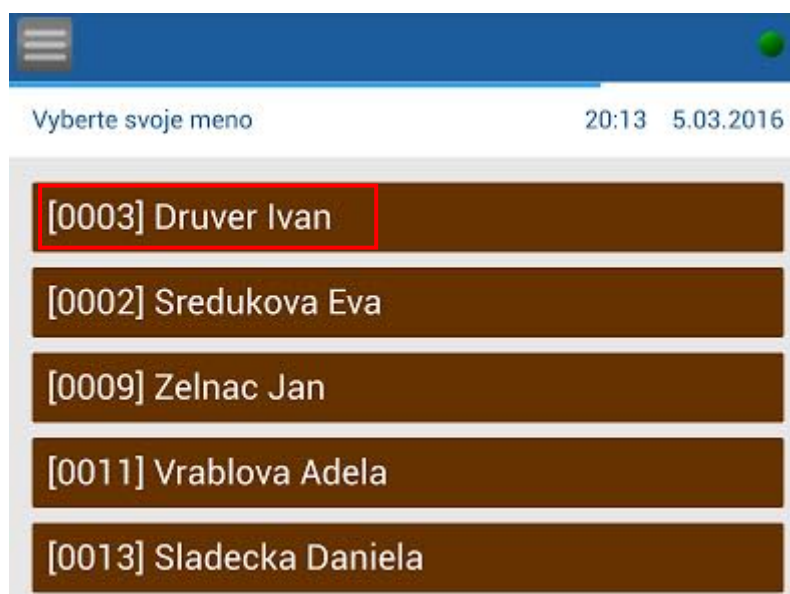 Vyberte svoje meno 20:13 5.03.2016
[0003] Druver Ivan
[0002] Sredukova Eva
[0009] Zelnac Jan
[0011] Vrablova Adela
[0013] Sladecka Daniela